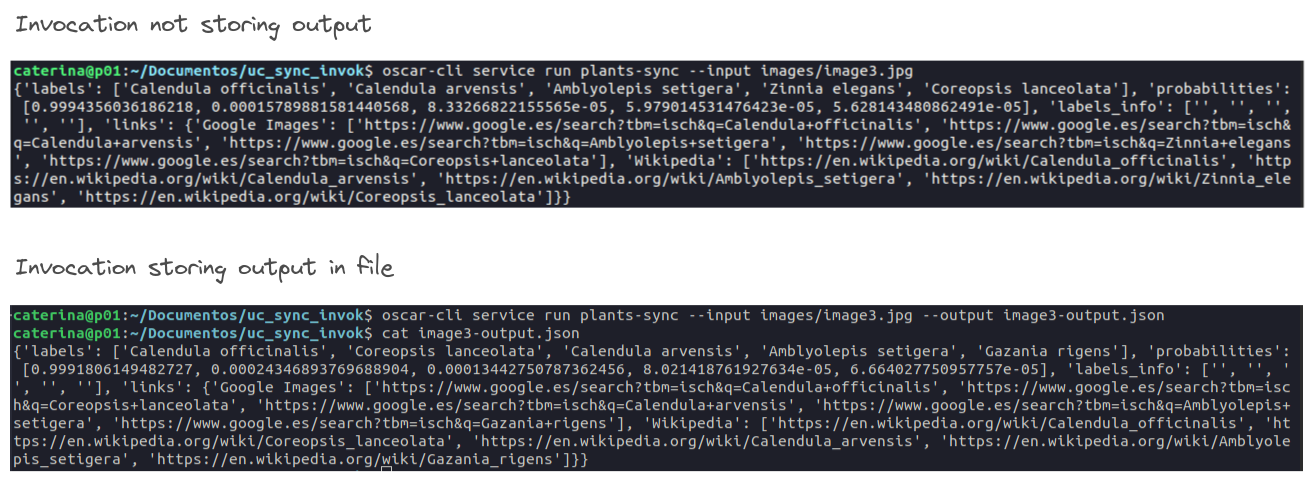 Invocation not storing output
caterina@p01:~/Documentos/uc_sync_invok$ oscar-cli service run plants-sync --input images/image3.jpg
{'labels': ['Calendula officinalis', 'Calendula arvensis', 'Amblyolepis setigera', 'Zinnia elegans', 'Coreopsis lanceolata'], 'probabilities':
[0.9994356036186218, 0.00015789881581440568, 8.33266822155565e-05, 5.979014531476423e-05, 5.628143480862491e-05], 'labels_info': ['', '', '',
'', ''], 'links': {'Google Images': ['https://www.google.es/search?tbm=isch&q=Calendula+officinalis', 'https://www.google.es/search?tbm=isch&
q=Calendula+arvensis', 'https://www.google.es/search?tbm=isch&q=Amblyolepis+setigera', 'https://www.google.es/search?tbm=isch&q=Zinnia+elegans
', 'https://www.google.es/search?tbm=isch&q=Coreopsis+lanceolata'], 'Wikipedia': ['https://en.wikipedia.org/wiki/Calendula_officinalis', 'http
s://en.wikipedia.org/wiki/Calendula_arvensis', 'https://en.wikipedia.org/wiki/Amblyolepis_setigera', 'https://en.wikipedia.org/wiki/Zinnia_ele
gans', 'https://en.wikipedia.org/wiki/Coreopsis_lanceolata']}}
Invocation storing output in file
caterina@p01:~/Documentos/uc_sync_invok$ oscar-cli service run plants-sync --input images/image3.jpg --output image3-output.json
caterina@p01:~/Documentos/uc_sync_invok$ cat image3-output.json
{'labels': ['Calendula officinalis', 'Coreopsis lanceolata', 'Calendula arvensis', 'Amblyolepis setigera', 'Gazania rigens'], 'probabilities':
[0.9991806149482727, 0.00024346893769688904, 0.00013442750787362456, 8.021418761927634e-05, 6.664027750957757e-05], 'labels_info': ['', '', '
', '', ''], 'links': {'Google Images': ['https://www.google.es/search?tbm=isch&q=Calendula+officinalis', 'https://www.google.es/search?tbm=isc
h&q=Coreopsis+lanceolata', 'https://www.google.es/search?tbm=isch&q=Calendula+arvensis', 'https://www.google.es/search?tbm=isch&q=Amblyolepis+
setigera', 'https://www.google.es/search?tbm=isch&q=Gazania+rigens'], 'Wikipedia': ['https://en.wikipedia.org/wiki/Calendula_officinalis', 'ht
tps://en.wikipedia.org/wiki/Coreopsis_lanceolata', 'https://en.wikipedia.org/wiki/Calendula_arvensis', 'https://en.wikipedia.org/wiki/Amblyole
pis_setigera', 'https://en.wikipedia.org/wiki/Gazania_rigens']}}